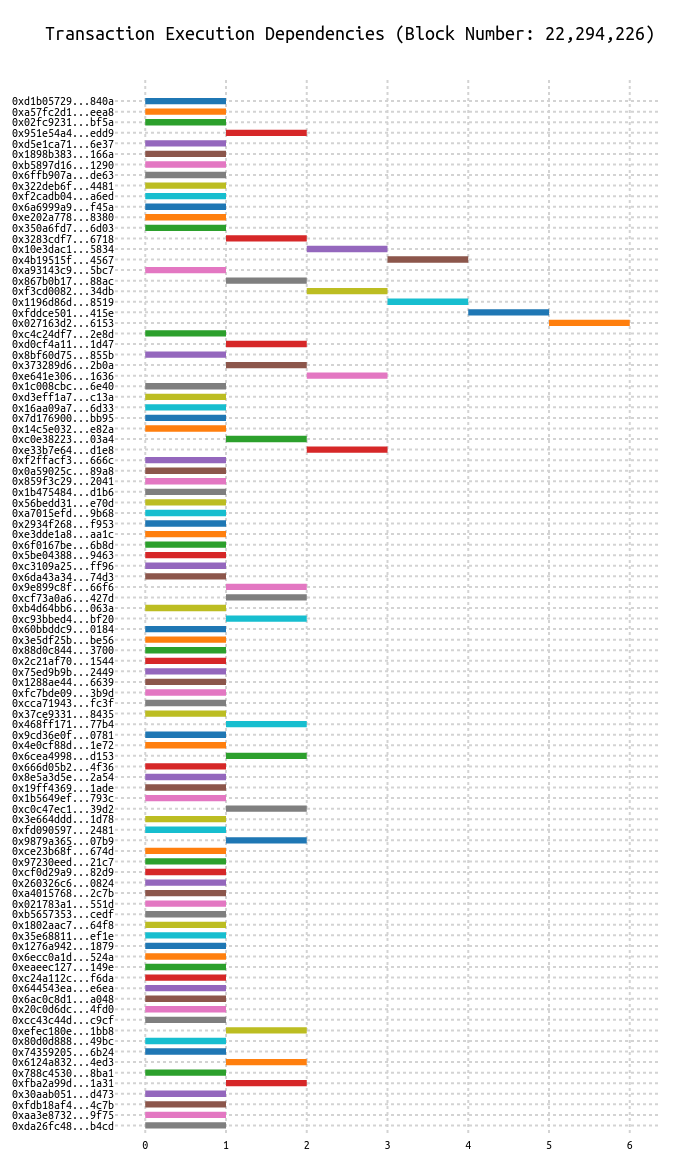 Transaction Execution Dependencies (Block Number: 22,294,226)
0xd1b05729...840a
0xa57fc2d1...eea8
0x02fc9231...bf5a
0x951e54a4...edd9
0xd5e1ca71...6e37
0x1898b383...166a
0xb5897d16...1290
0x6ffb907a...de63
0x322deb6f...4481
0xf2cadb04...a6ed
0x6a6999a9...f45a
0xe202a778...8380
0x350a6fd7...6d03
0x3283cdf7...6718
0x10e3dac1...5834
0x4b19515f...4567
0xa93143c9...5bc7
0x867b0b17...88ac
0xf3cd0082...34db
0x1196d86d...8519
0xfddce501...415e
0x027163d2...6153
0xc4c24df7...2e8d
0xd0cf4a11...1d47
0x8bf60d75...855b
0x373289d6...2b0a
0xe641e306...1636
0x1c008cbc...6e40
0xd3eff1a7...c13a
0x16aa09a7...6d33
0x7d176900...bb95
0x14c5e032...e82a
0xc0e38223...03a4
0xe33b7e64...d1e8
0xf2ffacf3...666c
0x0a59025c...89a8
0x859f3c29...2041
0x1b475484...d1b6
0x56bedd31...e70d
0xa7015efd...9b68
0x2934f268...f953
0xe3dde1a8...aa1c
0x6f0167be...6b8d
0x5be04388...9463
0xc3109a25...ff96
0x6da43a34...74d3
0x9e899c8f...66f6
0xcf73a0a6...427d
0xb4d64bb6...063a
0xc93bbed4...bf20
0x60bbddc9...0184
0x3e5df25b...be56
0x88d0c844...3700
0x2c21af70...1544
0x75ed9b9b...2449
0x1288ae44...6639
0xfc7bde09...3b9d
0xcca71943...fc3f
0x37ce9331...8435
0x468ff171...77b4
0x9cd36e0f...0781
0x4e0cf88d...1e72
0x6cea4998...d153
0x666d05b2...4f36
0x8e5a3d5e...2a54
0x19ff4369...1ade
0x1b5649ef...793c
0xc0c47ec1...39d2
0x3e664ddd...1d78
0xfd090597...2481
0x9879a365...07b9
0xce23b68f...674d
0x97230eed...21c7
0xcf0d29a9...82d9
0x260326c6...0824
0xa4015768...2c7b
0x021783a1...551d
0xb5657353...cedf
0x1802aac7...64f8
0x35e68811...ef1e
0x1276a942...1879
0x6ecc0a1d...524a
0xeaeec127...149e
0xc24a112c...f6da
0x644543ea...e6ea
0x6ac0c8d1...a048
0x20c0d6dc...4fd0
0xcc43c44d...c9cf
0xefec180e...1bb8
0x80d0d888...49bc
0x74359205...6b24
0x6124a832...4ed3
0x788c4530...8ba1
0xfba2a99d...1a31
0x30aab051...d473
0xfdb18af4...4c7b
0xaa3e8732...9f75
0xda26fc48...b4cd
0 1 2 3 4 5 6